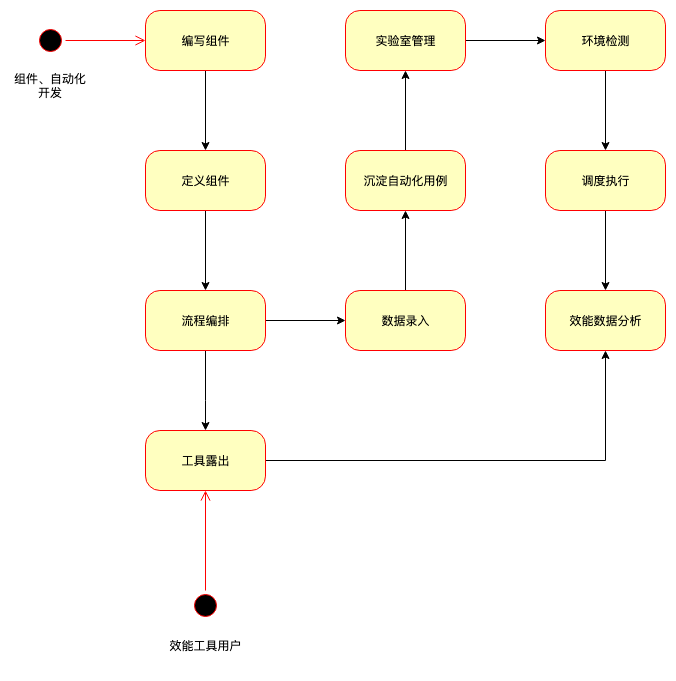 编写组件
实验室管理
环境检测
组件、自动化
开发
定义组件
沉淀自动化用例
调度执行
流程编排
数据录入
效能数据分析
工具露出
效能工具用户